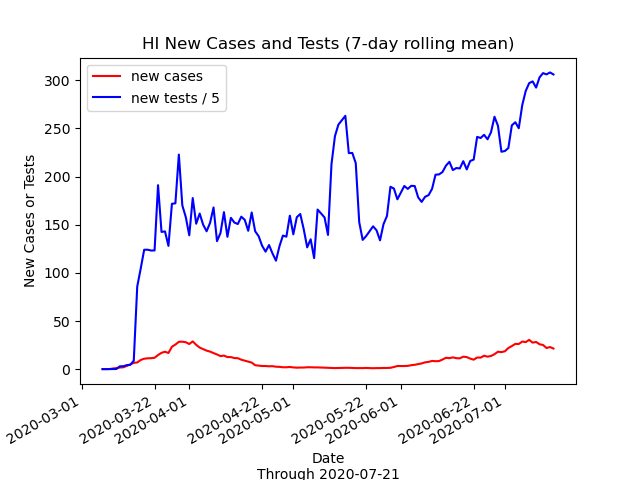 HI New Cases and Tests (7-day rolling mean)
new cases
new tests / 5
New Cases or Tests
300
250
200
150
100
50
0
2020-03-01
2020-03-22
2020-04-01
2020-04-22
2020-05-01
2020-05-22
2020-06-01
2020-06-22
2020-07-01
Date
Through 2020-07-21